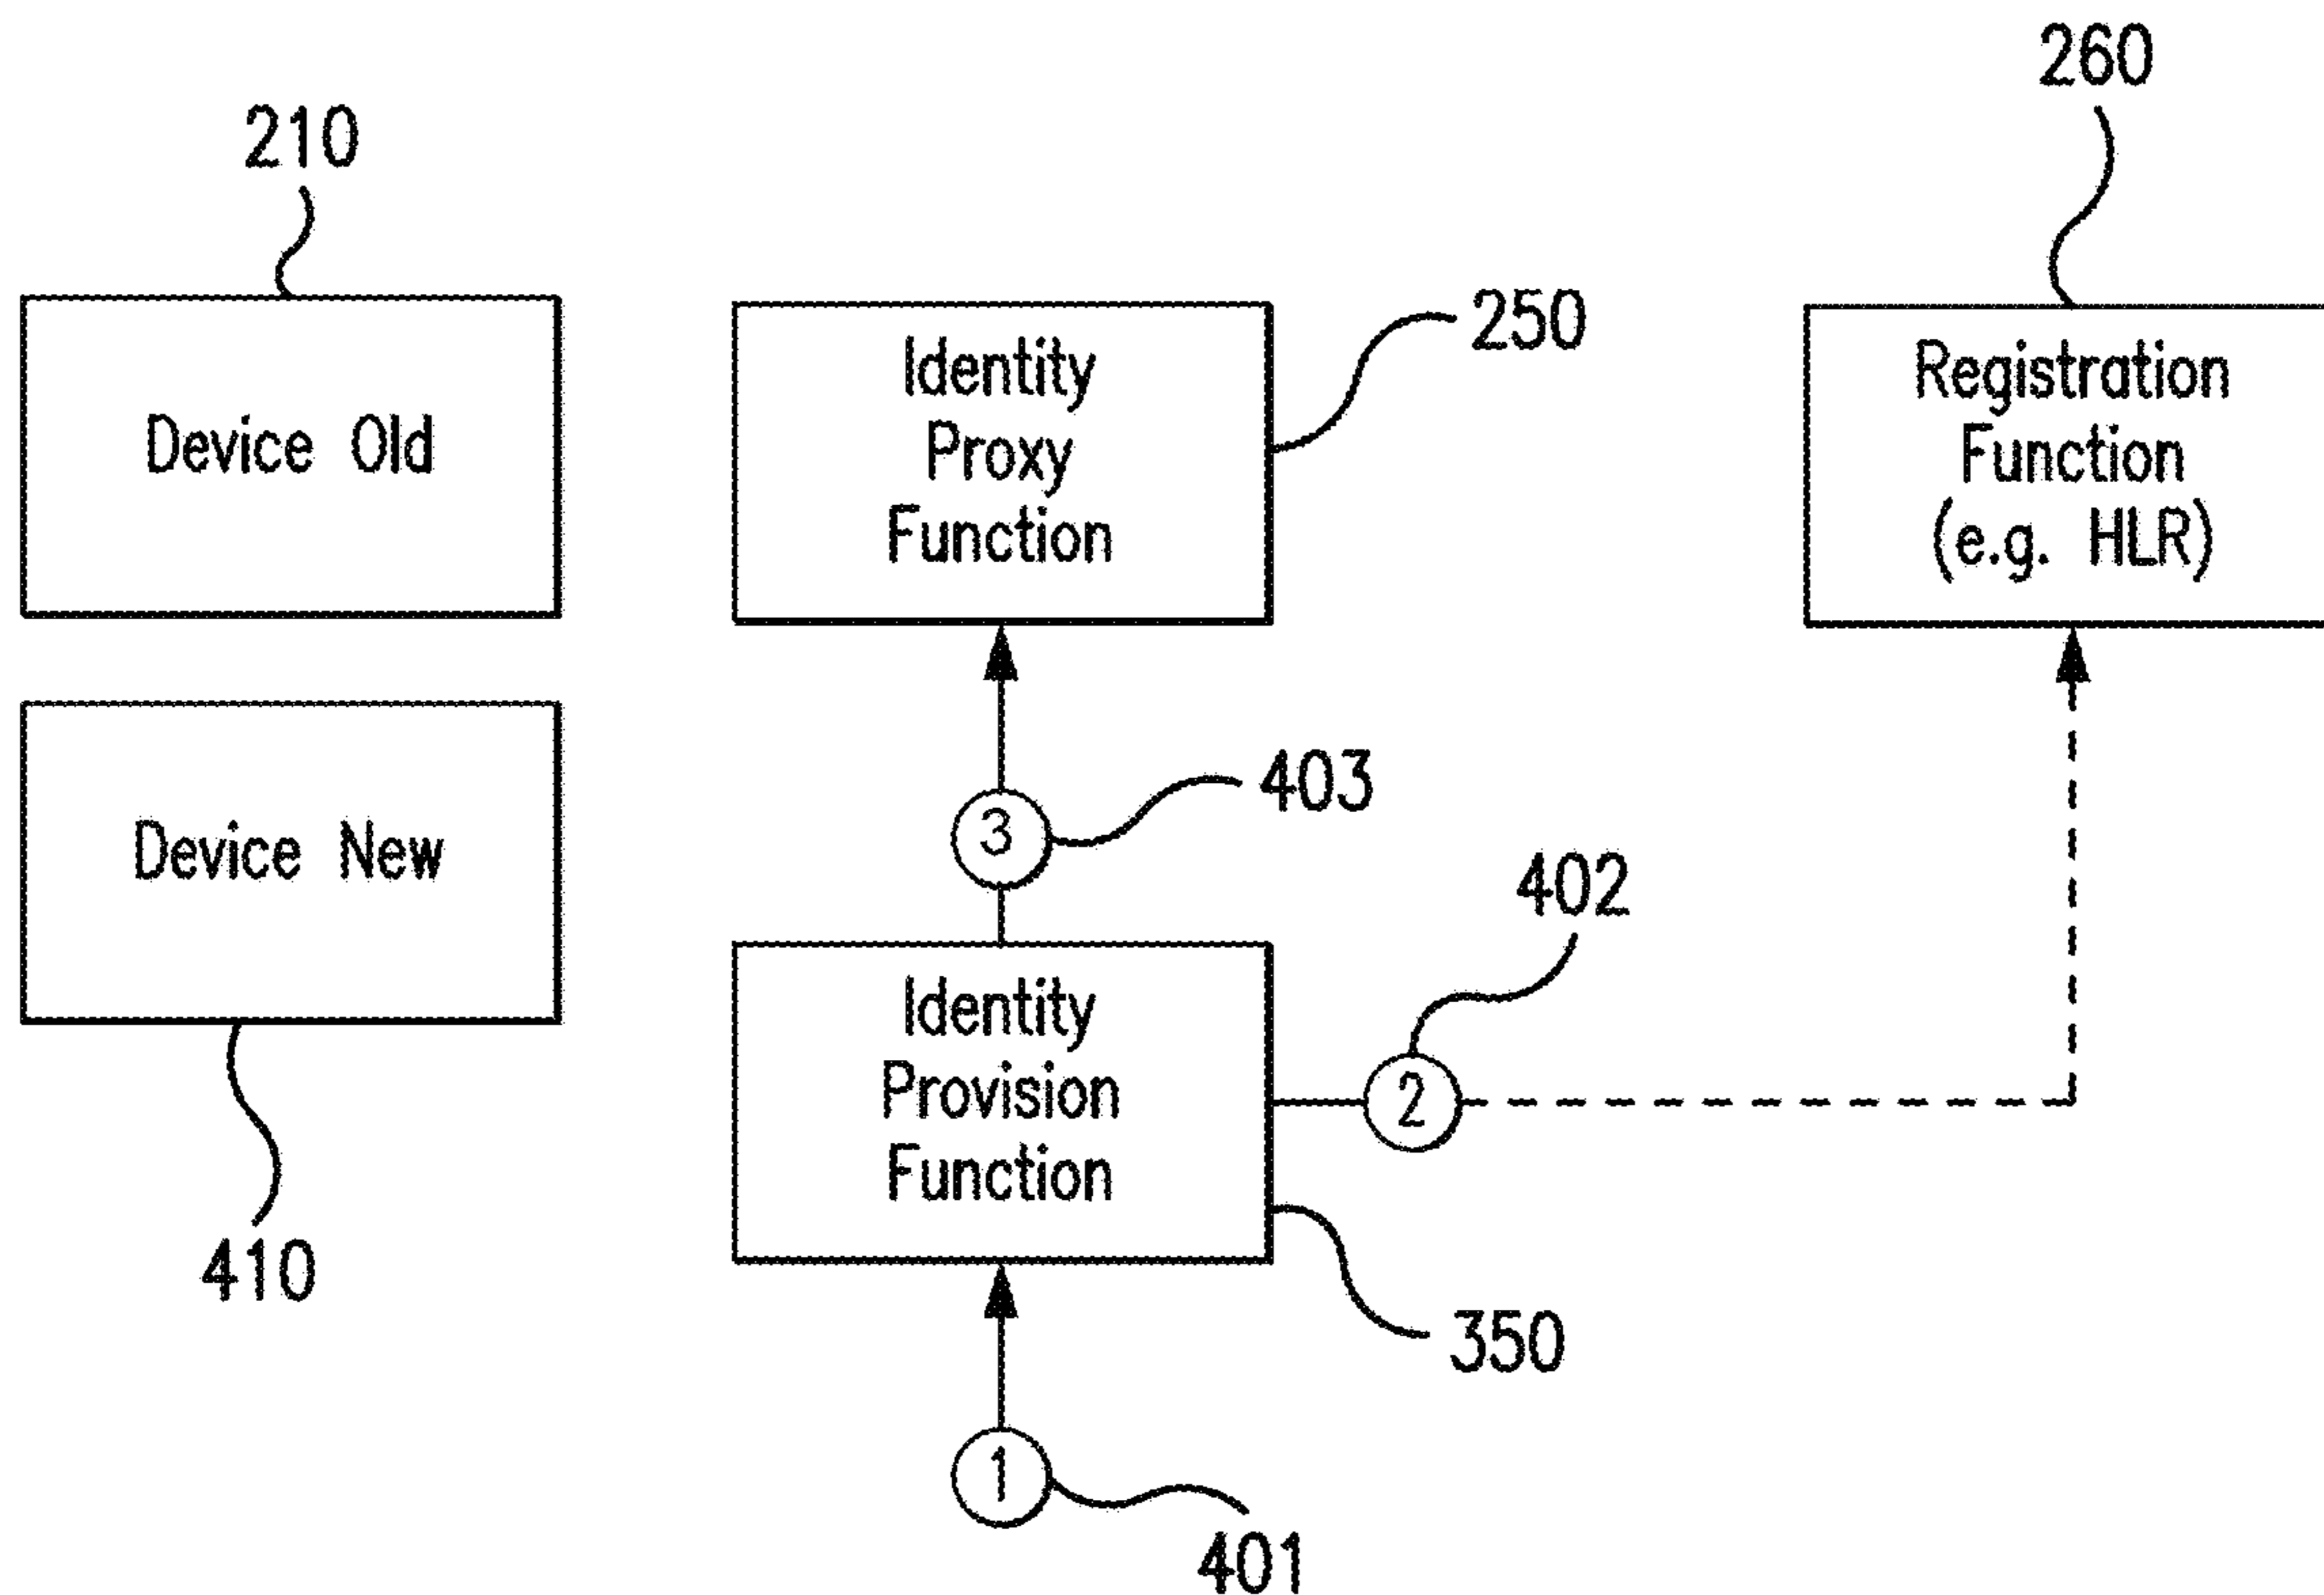 260
210
250
Device Old
Identity
Proxy
Function
Registration
Function
(e.g. HLR)
403
3
Device New
402
Identity
Provision
Function
2
410
350
1
401